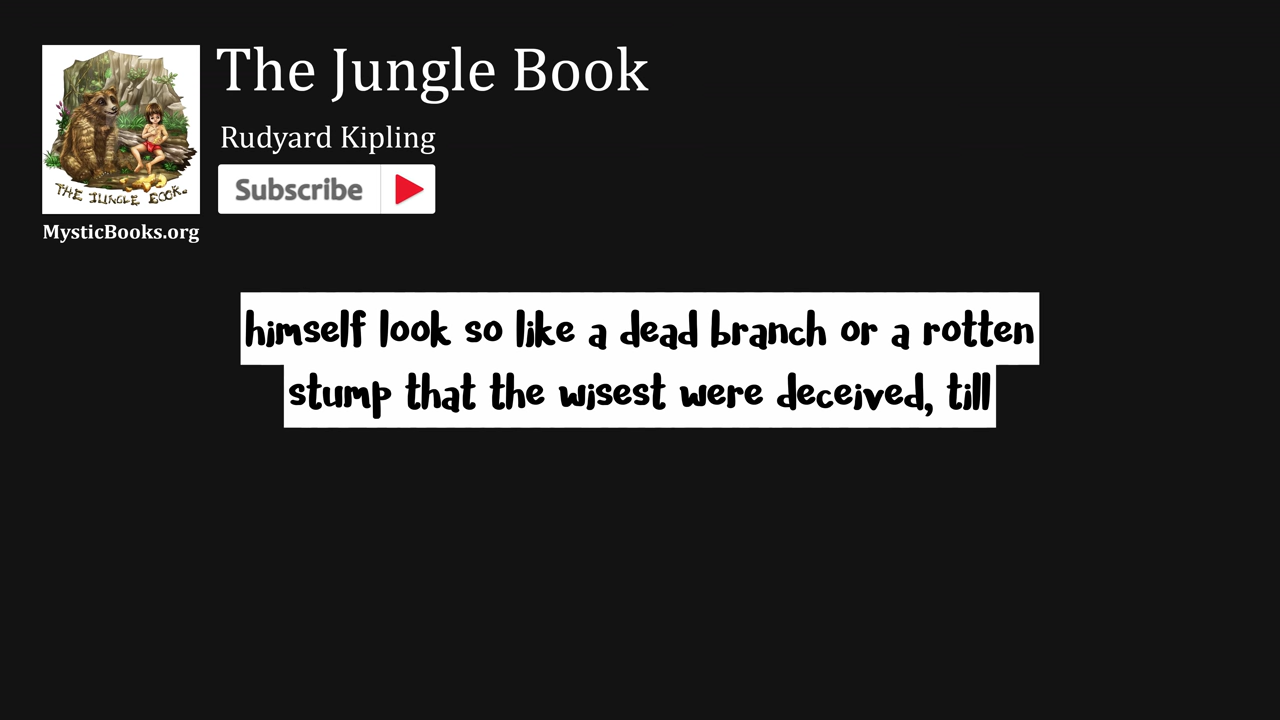 The Jungle Book
Rudyard Kipling
Subscribe
THE JUNGLE BOOK.
MysticBooks.org
himself look so like a dead branch or a rotten
stump that the wisest were deceived, till